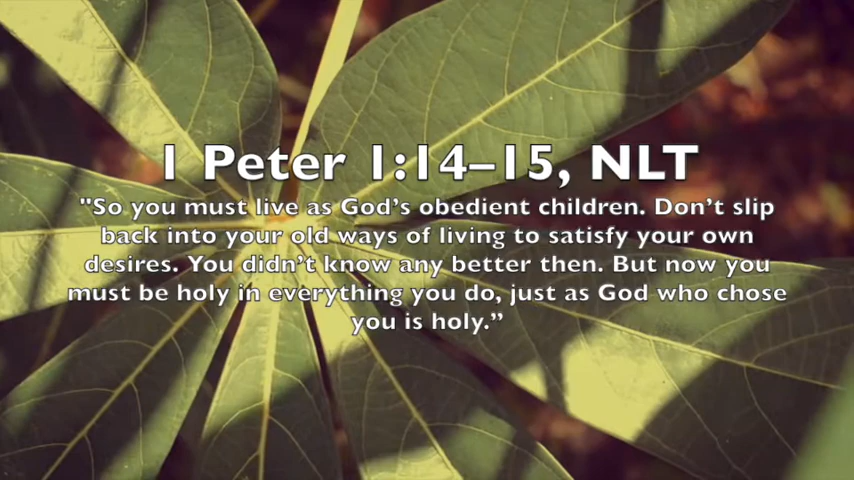 1 Peter 1:14–15, NLT
"So you must live as God’s obedient children. Don’t slip
back into your old ways of living to satisfy your own
desires. You didn’t know any better then. But now you
must be holy in everything you do, just as God who chose
you is holy.”